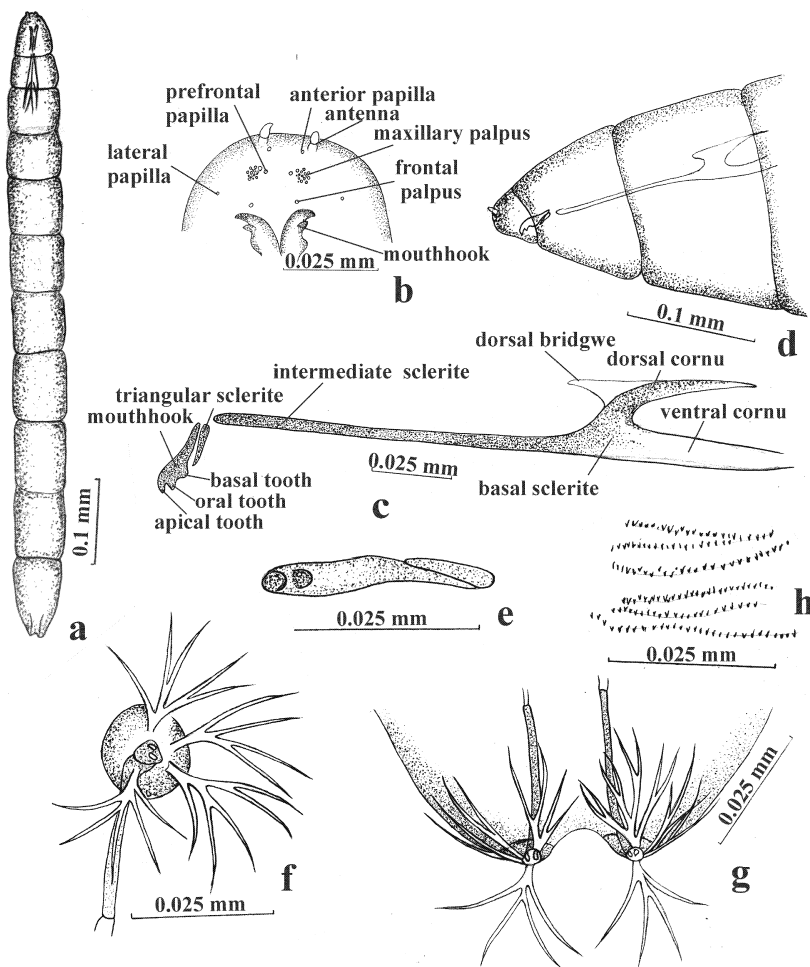 prefrontal
papilla
anterior papilla
antenna
maxillary palpus
lateral
papilla
frontal
palpus
mouthhook
0.025 mm
b
0.1 mm
d
dorsal bridgwe
dorsal cornu
intermediate sclerite
triangular sclerite
mouthhook
ventral cornu
basal tooth
oral tooth
apical tooth
0.025 mm
basal sclerite
c
0.1 mm
a
0.025 mm
e
h
0.025 mm
f
0.025 mm
0.025 mm
g